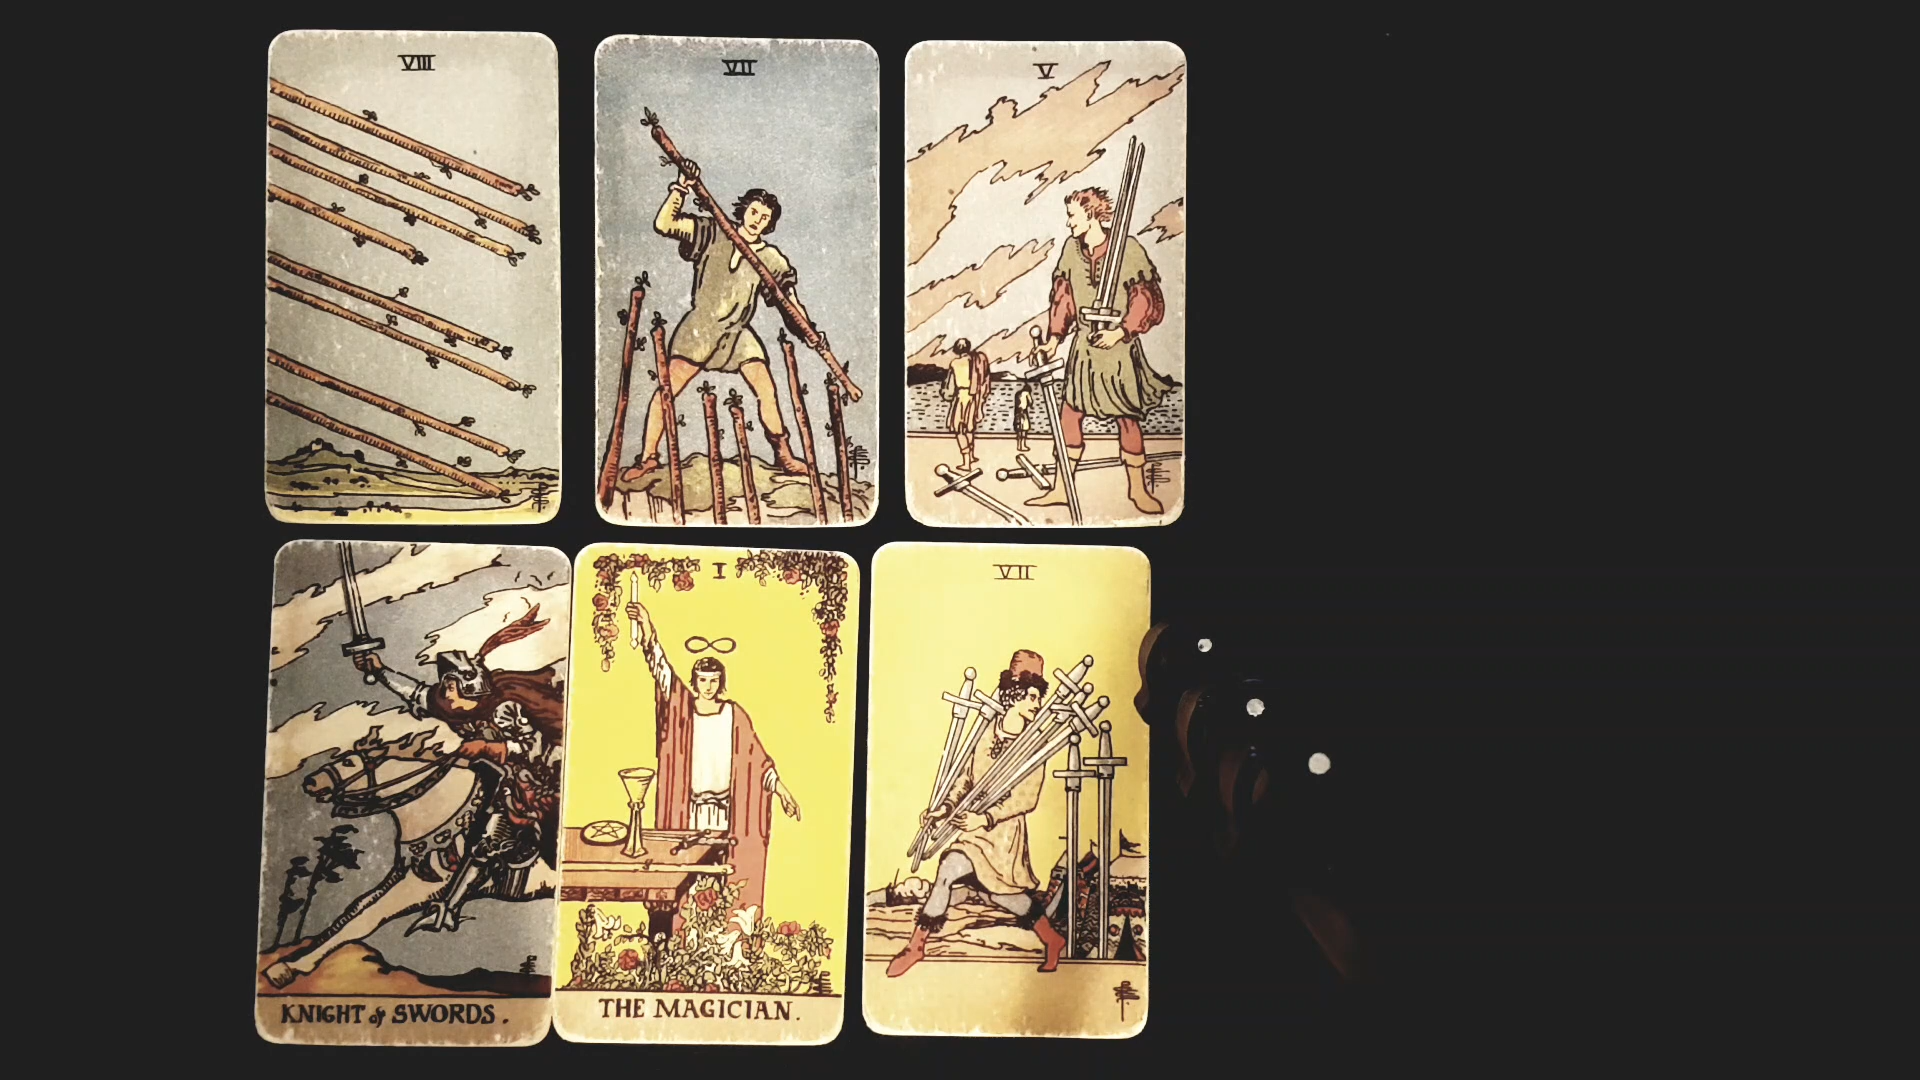 VIII
VII
V
KNIGHT of SWORDS.
I
THE MAGICIAN.
VII